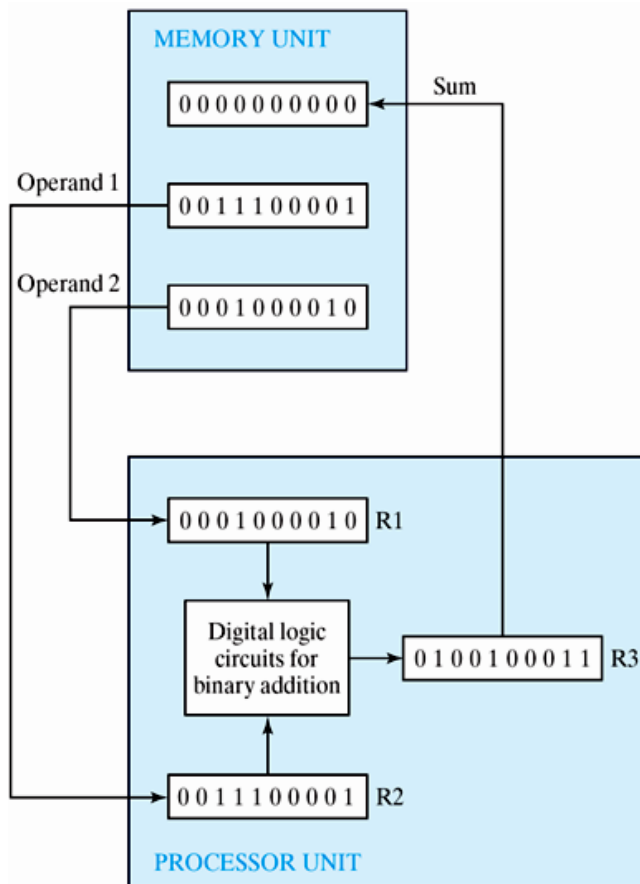 MEMORY UNIT
Sum
0 0 0 0 0 0 0 0 0 0
Operand 1
0 0 1 1 1 0 0 0 0 1
Operand 2
0 0 0 1 0 0 0 0 1 0
0 0 0 1 0 0 0 0 1 0 R1
Digital logic
circuits for
binary addition
0 1 0 0 1 0 0 0 1 1 R3
0 0 1 1 1 0 0 0 0 1 R2
PROCESSOR UNIT